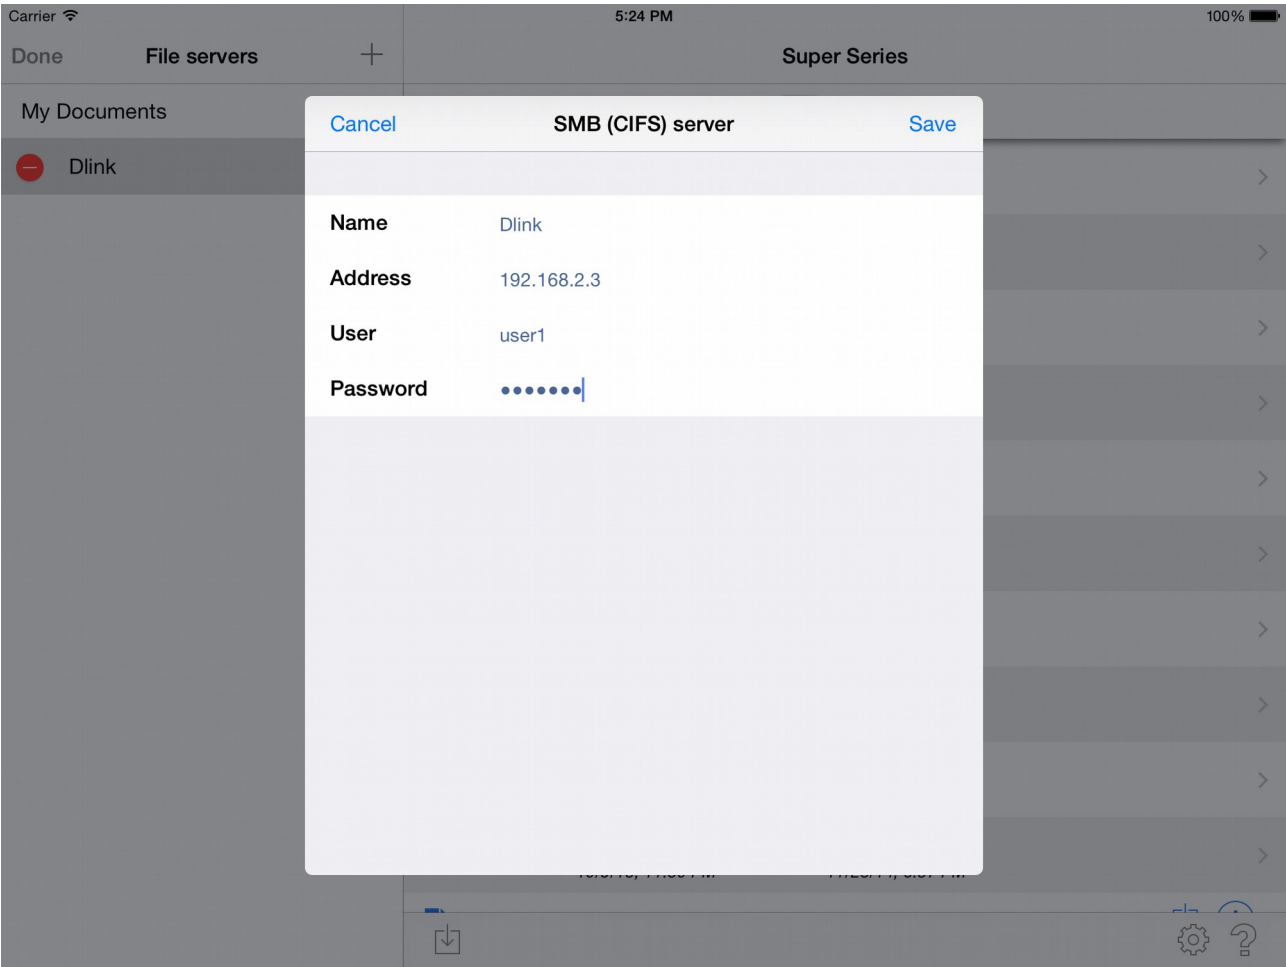 Carrier 5:24 PM 100%
Done File servers + Super Series
My Documents
Dlink
Cancel SMB (CIFS) server Save
Name Dlink
Address 192.168.2.3
User user1
Password •••••••